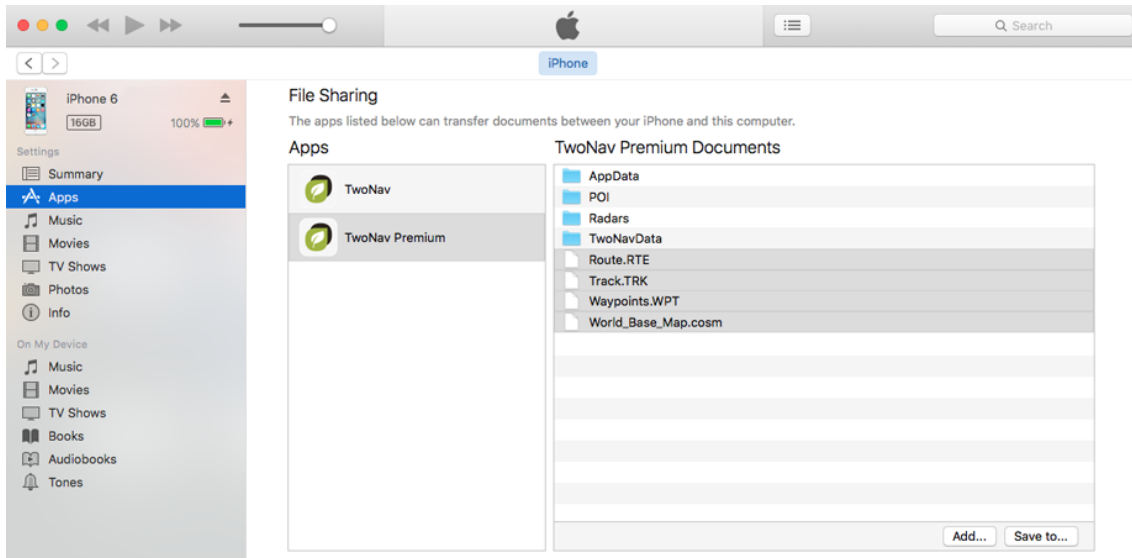 Search
iPhone
iPhone 6
16GB
100%
Settings
Summary
Apps
Music
Movies
TV Shows
Photos
Info
On My Device
Music
Movies
TV Shows
Books
Audiobooks
Tones
File Sharing
The apps listed below can transfer documents between your iPhone and this computer.
Apps
TwoNav
TwoNav Premium
TwoNav Premium Documents
AppData
POI
Radars
TwoNavData
Route.RTE
Track.TRK
Waypoints.WPT
World_Base_Map.cosm
Add...
Save to...